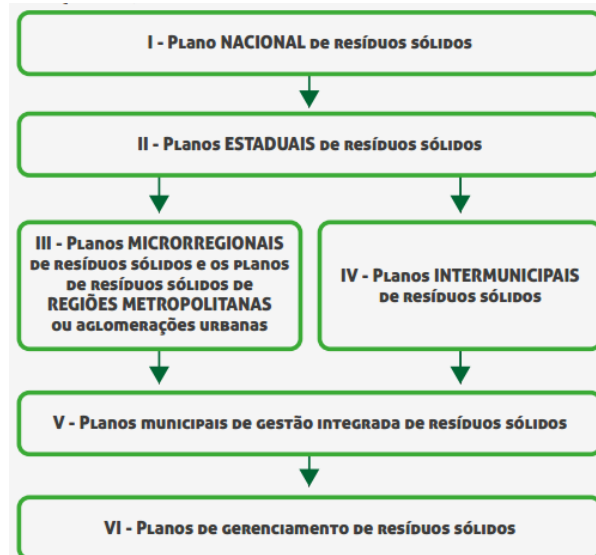 I - Plano NACIONAL de resíduos sólidos
II - Planos ESTADUAIS de resíduos sólidos
III - Planos MICRORREGIONAIS
de resíduos sólidos e os planos
de resíduos sólidos de
REGIÕES METROPOLITANAS
ou aglomerações urbanas
IV - Planos INTERMUNICIPAIS
de resíduos sólidos
V - Planos municipais de gestão integrada de resíduos sólidos
VI - Planos de gerenciamento de resíduos sólidos